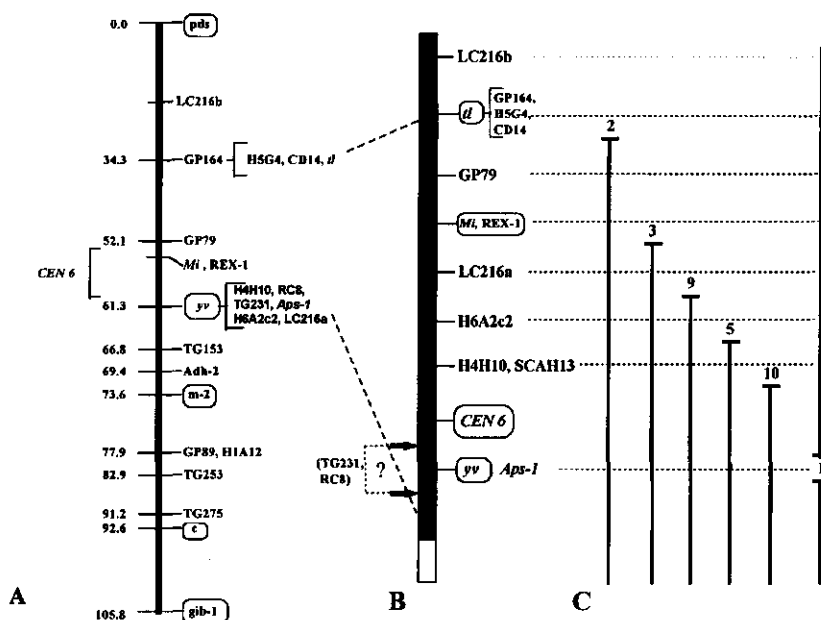 0.0 pds
LC216b
34.3 GP164 H5G4, CD14, tl
52.1 GP79
CEN 6
Mi , REX-1
61.3 yv
H4H10, RC8,
TG231, Aps-1
H6A2c2, LC216a
66.8 TG153
69.4 Adh-2
73.6 m-2
77.9 GP89, H1A12
82.9 TG253
91.2 TG275
92.6 c
105.8 gib-1
A
LC216b
tl
GP164,
H5G4,
CD14
GP79
Mi, REX-1
LC216a
H6A2c2
H4H10, SCAH13
CEN 6
(TG231,
RC8)
?
yv Aps-1
B
2
3
9
5
10
C